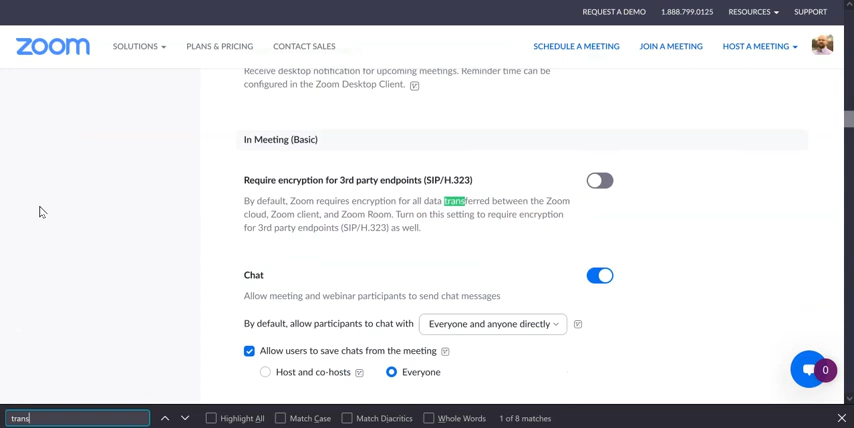 REQUEST A DEMO 1.888.799.0125 RESOURCES SUPPORT
zoom SOLUTIONS PLANS & PRICING CONTACT SALES SCHEDULE A MEETING JOIN A MEETING HOST A MEETING
Receive desktop notification for upcoming meetings. Reminder time can be
configured in the Zoom Desktop Client.
In Meeting (Basic)
Require encryption for 3rd party endpoints (SIP/H.323)
By default, Zoom requires encryption for all data transferred between the Zoom
cloud, Zoom client, and Zoom Room. Turn on this setting to require encryption
for 3rd party endpoints (SIP/H.323) as well.
Chat
Allow meeting and webinar participants to send chat messages
By default, allow participants to chat with Everyone and anyone directly
Allow users to save chats from the meeting
Host and co-hosts Everyone
0
trans Highlight All Match Case Match Diacritics Whole Words 1 of 8 matches